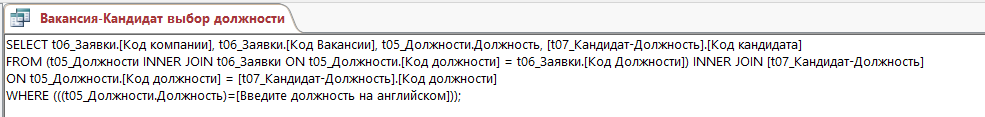 Вакансия-Кандидат выбор должности
SELECT t06_Заявки.[Код компании], t06_Заявки.[Код Вакансии], t05_Должности.Должность, [t07_Кандидат-Должность].[Код кандидата]
FROM (t05_Должности INNER JOIN t06_Заявки ON t05_Должности.[Код должности] = t06_Заявки.[Код Должности]) INNER JOIN [t07_Кандидат-Должность]
ON t05_Должности.[Код должности] = [t07_Кандидат-Должность].[Код должности]
WHERE (((t05_Должности.Должность)=[Введите должность на английском]));